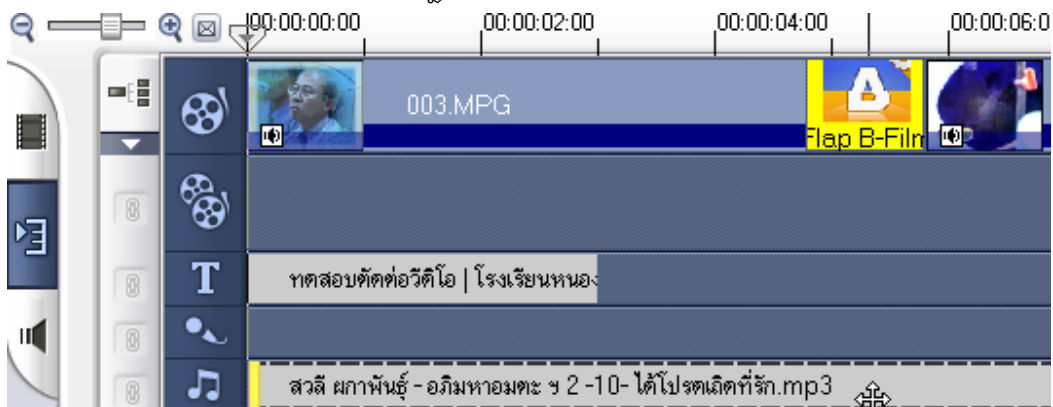 00:00:00:00 00:00:02:00 00:00:04:00 00:00:06:0
003.MPG
Flap B-Film
T ทดสอบตัดต่อวีดิโอ | โรงเรียนหนอง
สวลี ผกาพันธุ์ - อภิมหาอมตะ ฯ 2 -10- ได้โปรดเถิดที่รัก.mp3